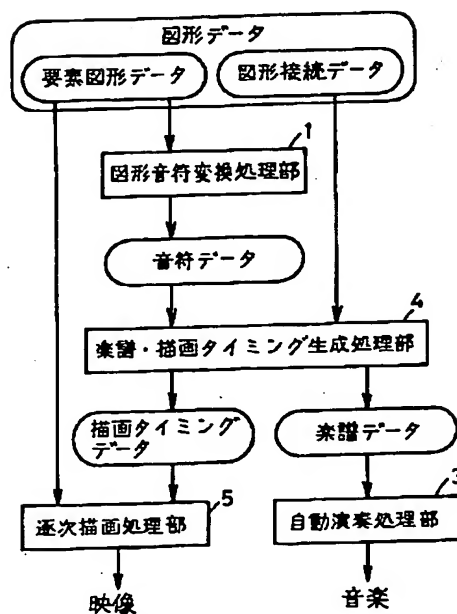 図形データ
要素図形データ
図形接続データ
1
図形音符変換処理部
音符データ
4
楽譜・描画タイミング生成処理部
描画タイミング
データ
楽譜データ
5
3
逐次描画処理部
自動演奏処理部
映像
音楽